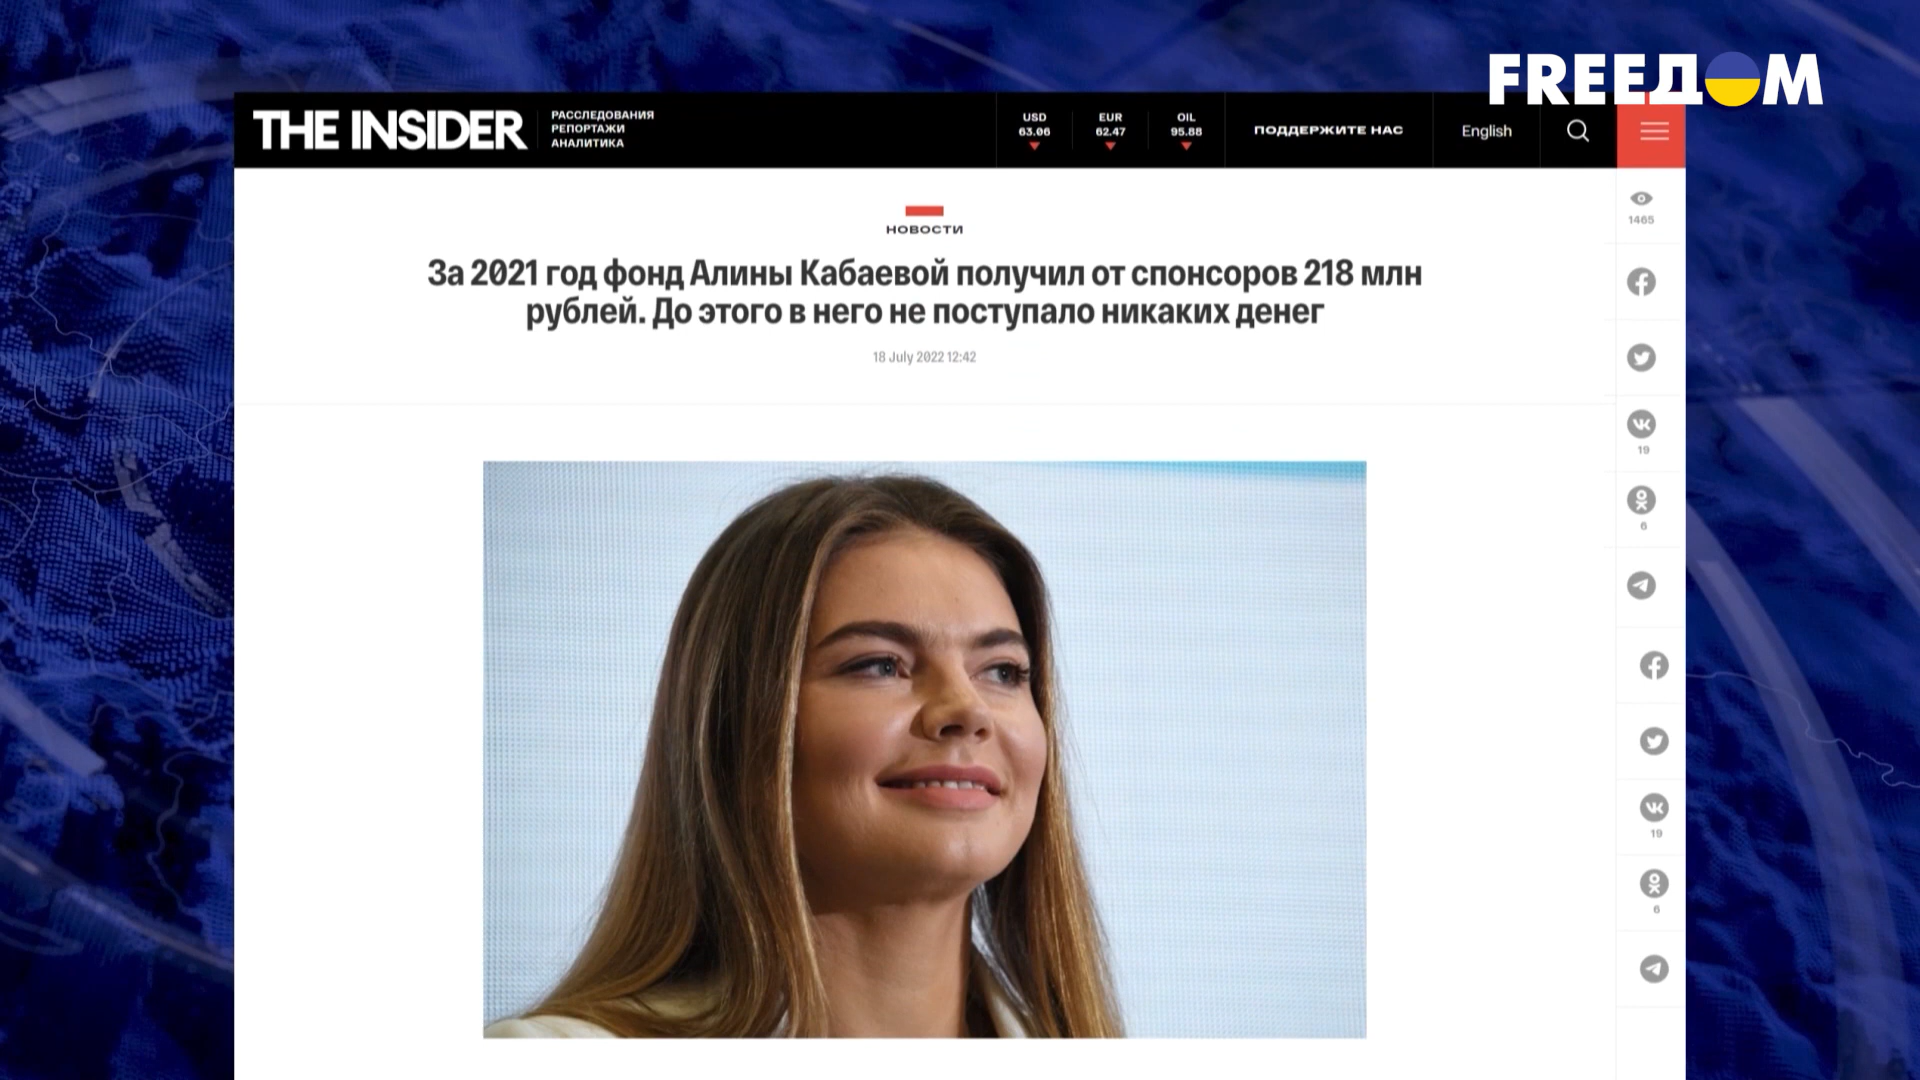 FREEДOM
THE INSIDER
РАССЛЕДОВАНИЯ
РЕПОРТАЖИ
АНАЛИТИКА
USD
63.06
EUR
62.47
OIL
95.88
ПОДДЕРЖИТЕ НАС
English
1465
НОВОСТИ
За 2021 год фонд Алины Кабаевой получил от спонсоров 218 млн
рублей. До этого в него не поступало никаких денег
18 July 2022 12:42
19
6
19
6